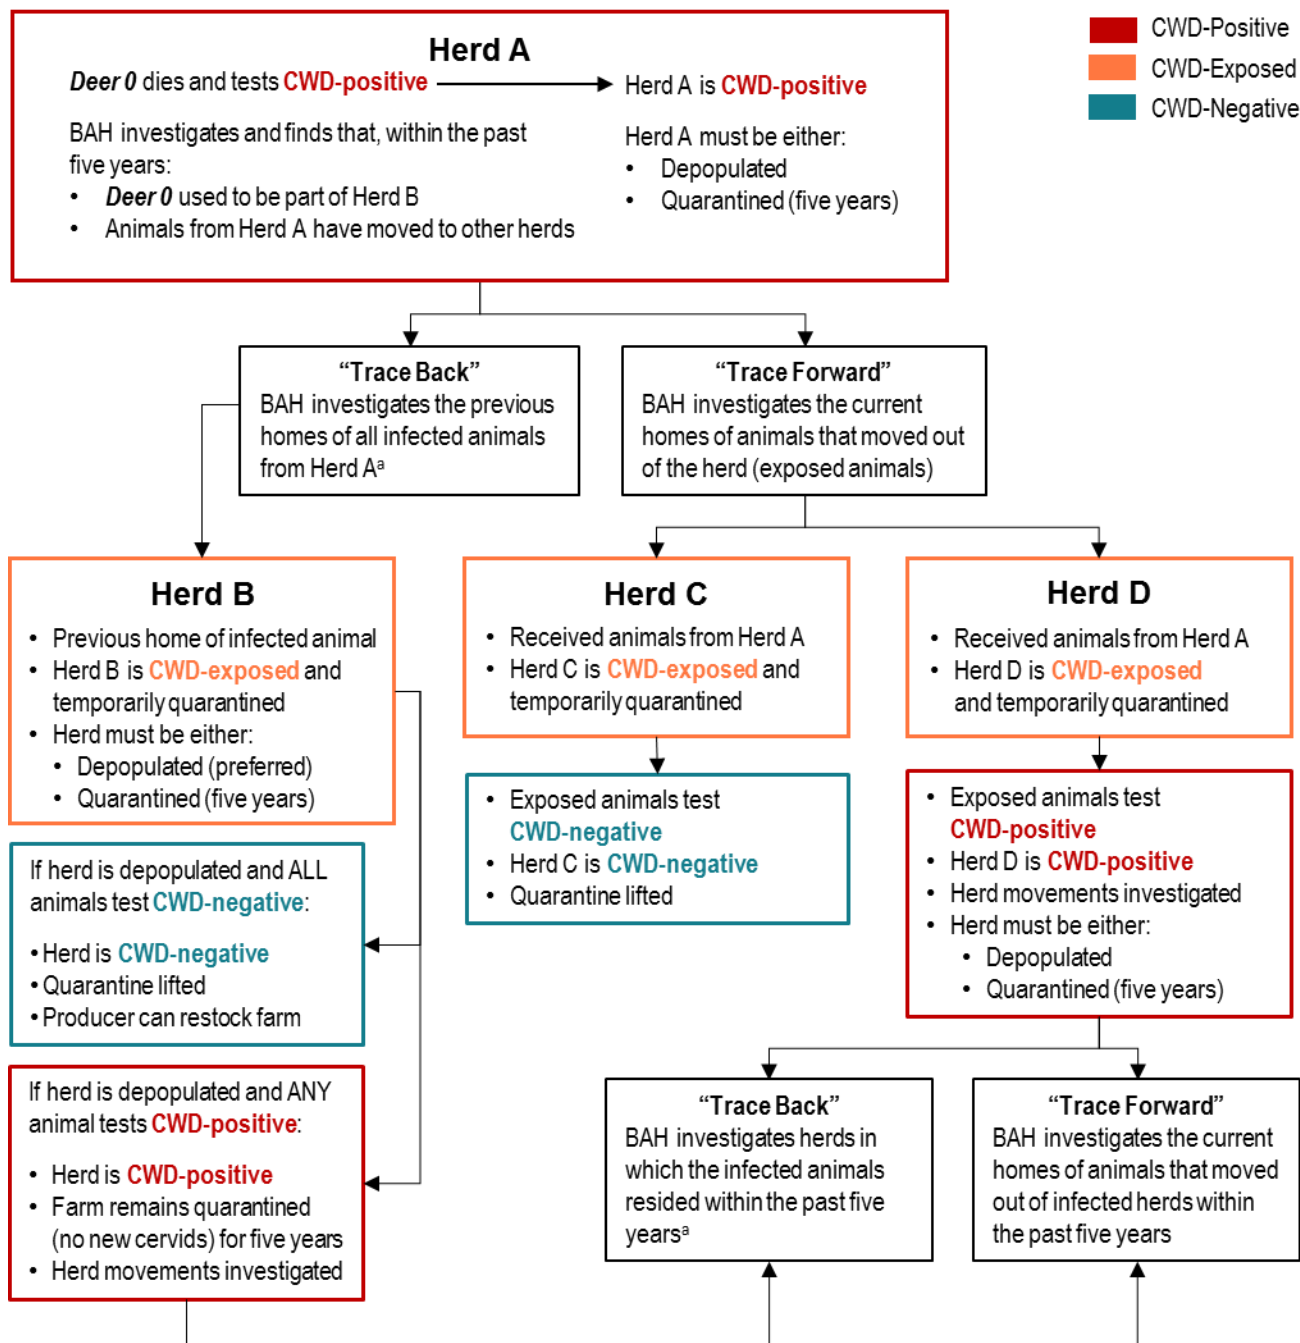 Herd A
Deer 0 dies and tests CWD-positive
Herd A is CWD-positive
BAH investigates and finds that, within the past
five years:
• Deer 0 used to be part of Herd B
• Animals from Herd A have moved to other herds
Herd A must be either:
• Depopulated
• Quarantined (five years)
CWD-Positive
CWD-Exposed
CWD-Negative
“Trace Back”
BAH investigates the previous
homes of all infected animals
from Herd Aᵃ
“Trace Forward”
BAH investigates the current
homes of animals that moved out
of the herd (exposed animals)
Herd B
• Previous home of infected animal
• Herd B is CWD-exposed and
temporarily quarantined
• Herd must be either:
• Depopulated (preferred)
• Quarantined (five years)
Herd C
• Received animals from Herd A
• Herd C is CWD-exposed and
temporarily quarantined
Herd D
• Received animals from Herd A
• Herd D is CWD-exposed
and temporarily quarantined
If herd is depopulated and ALL
animals test CWD-negative:
• Herd is CWD-negative
• Quarantine lifted
• Producer can restock farm
• Exposed animals test
CWD-negative
• Herd C is CWD-negative
• Quarantine lifted
• Exposed animals test
CWD-positive
• Herd D is CWD-positive
• Herd movements investigated
• Herd must be either:
• Depopulated
• Quarantined (five years)
If herd is depopulated and ANY
animal tests CWD-positive:
• Herd is CWD-positive
• Farm remains quarantined
(no new cervids) for five years
• Herd movements investigated
“Trace Back”
BAH investigates herds in
which the infected animals
resided within the past five
yearsᵃ
“Trace Forward”
BAH investigates the current
homes of animals that moved
out of infected herds within
the past five years